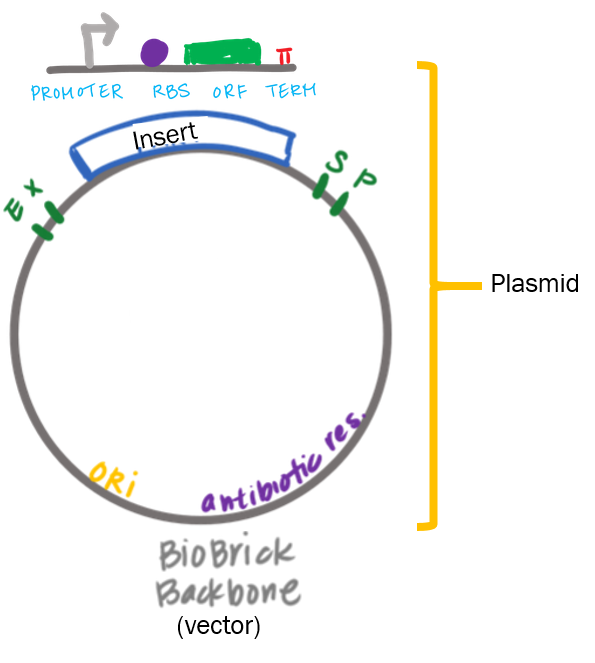 PROMOTER RBS ORF TERM
Insert
E X
S P
Plasmid
ORi
antibiotic res.
BioBrick
Backbone
(vector)